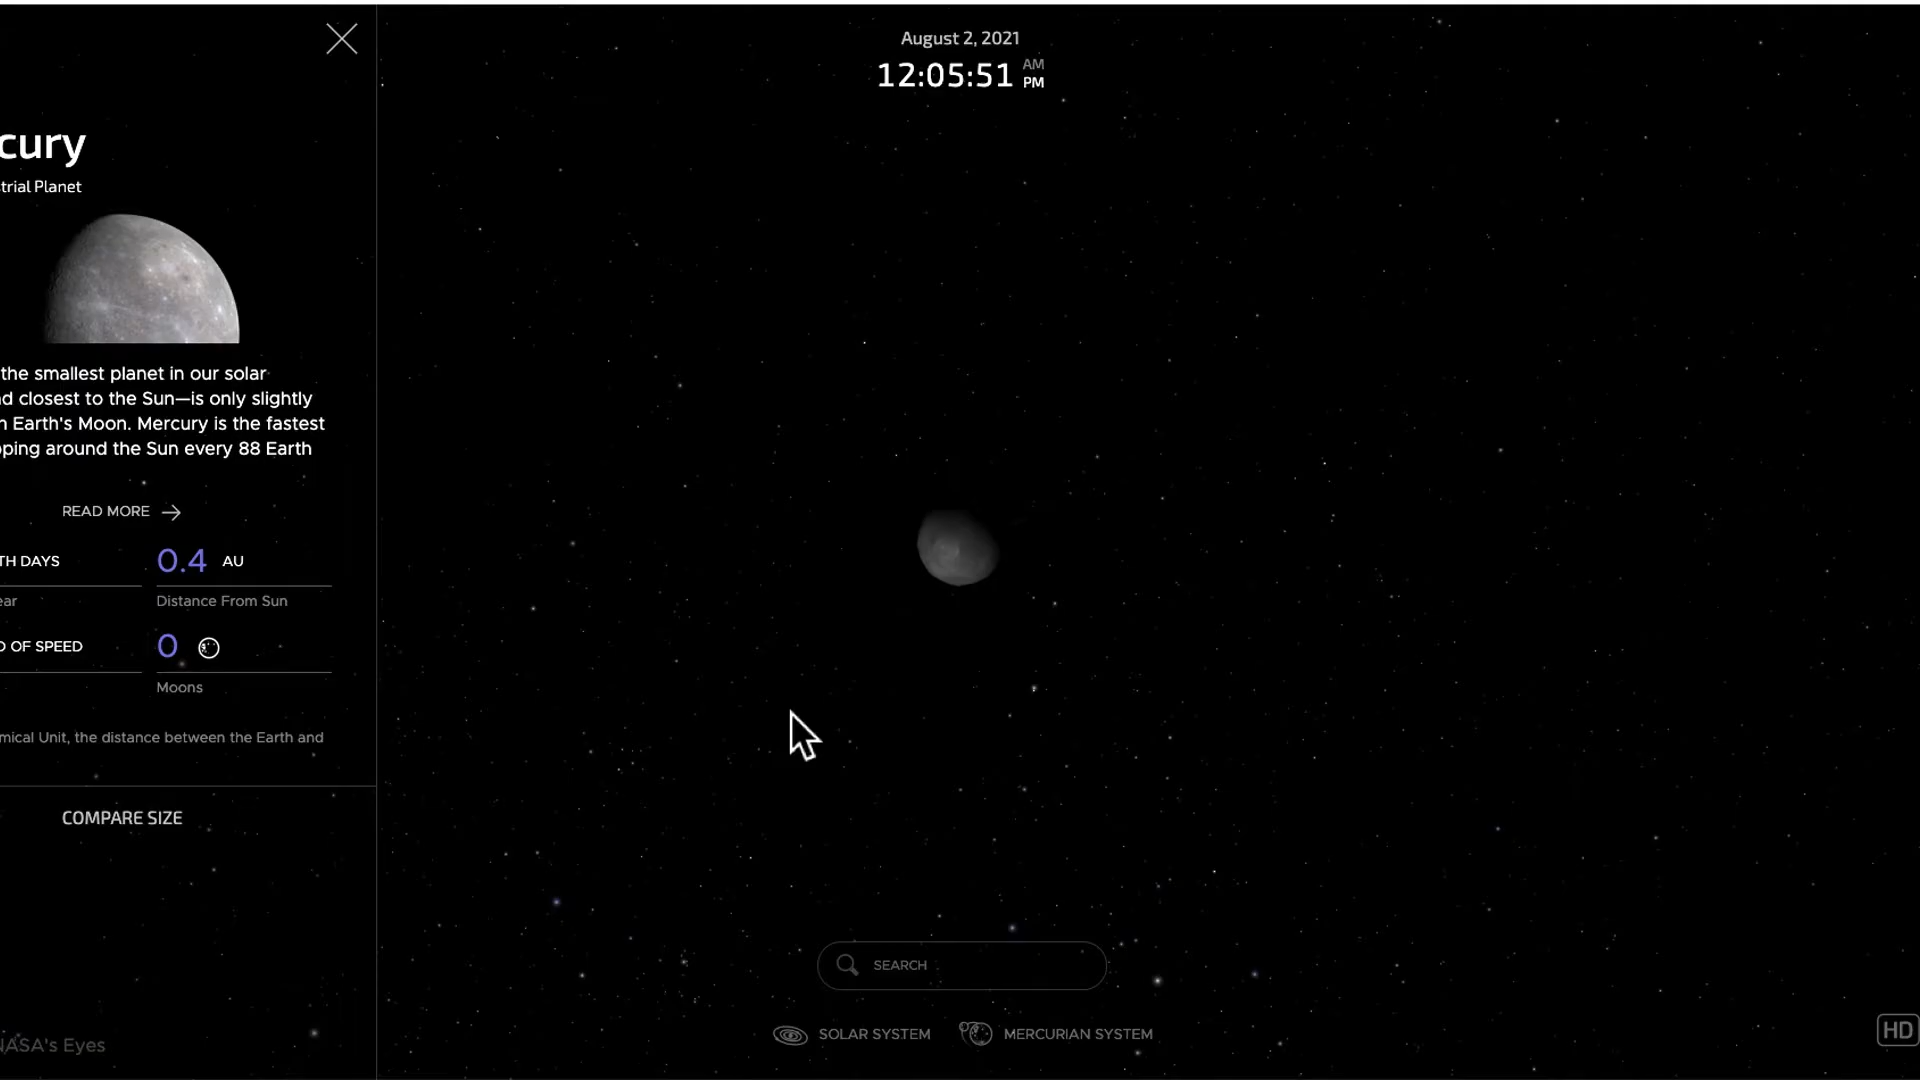 August 2, 2021
12:05:51 AM
PM
cury
trial Planet
the smallest planet in our solar
d closest to the Sun—is only slightly
n Earth's Moon. Mercury is the fastest
ping around the Sun every 88 Earth
READ MORE
TH DAYS
0.4 AU
ear
Distance From Sun
D OF SPEED
0
Moons
mical Unit, the distance between the Earth and
COMPARE SIZE
SEARCH
SOLAR SYSTEM
MERCURIAN SYSTEM
NASA's Eyes
HD